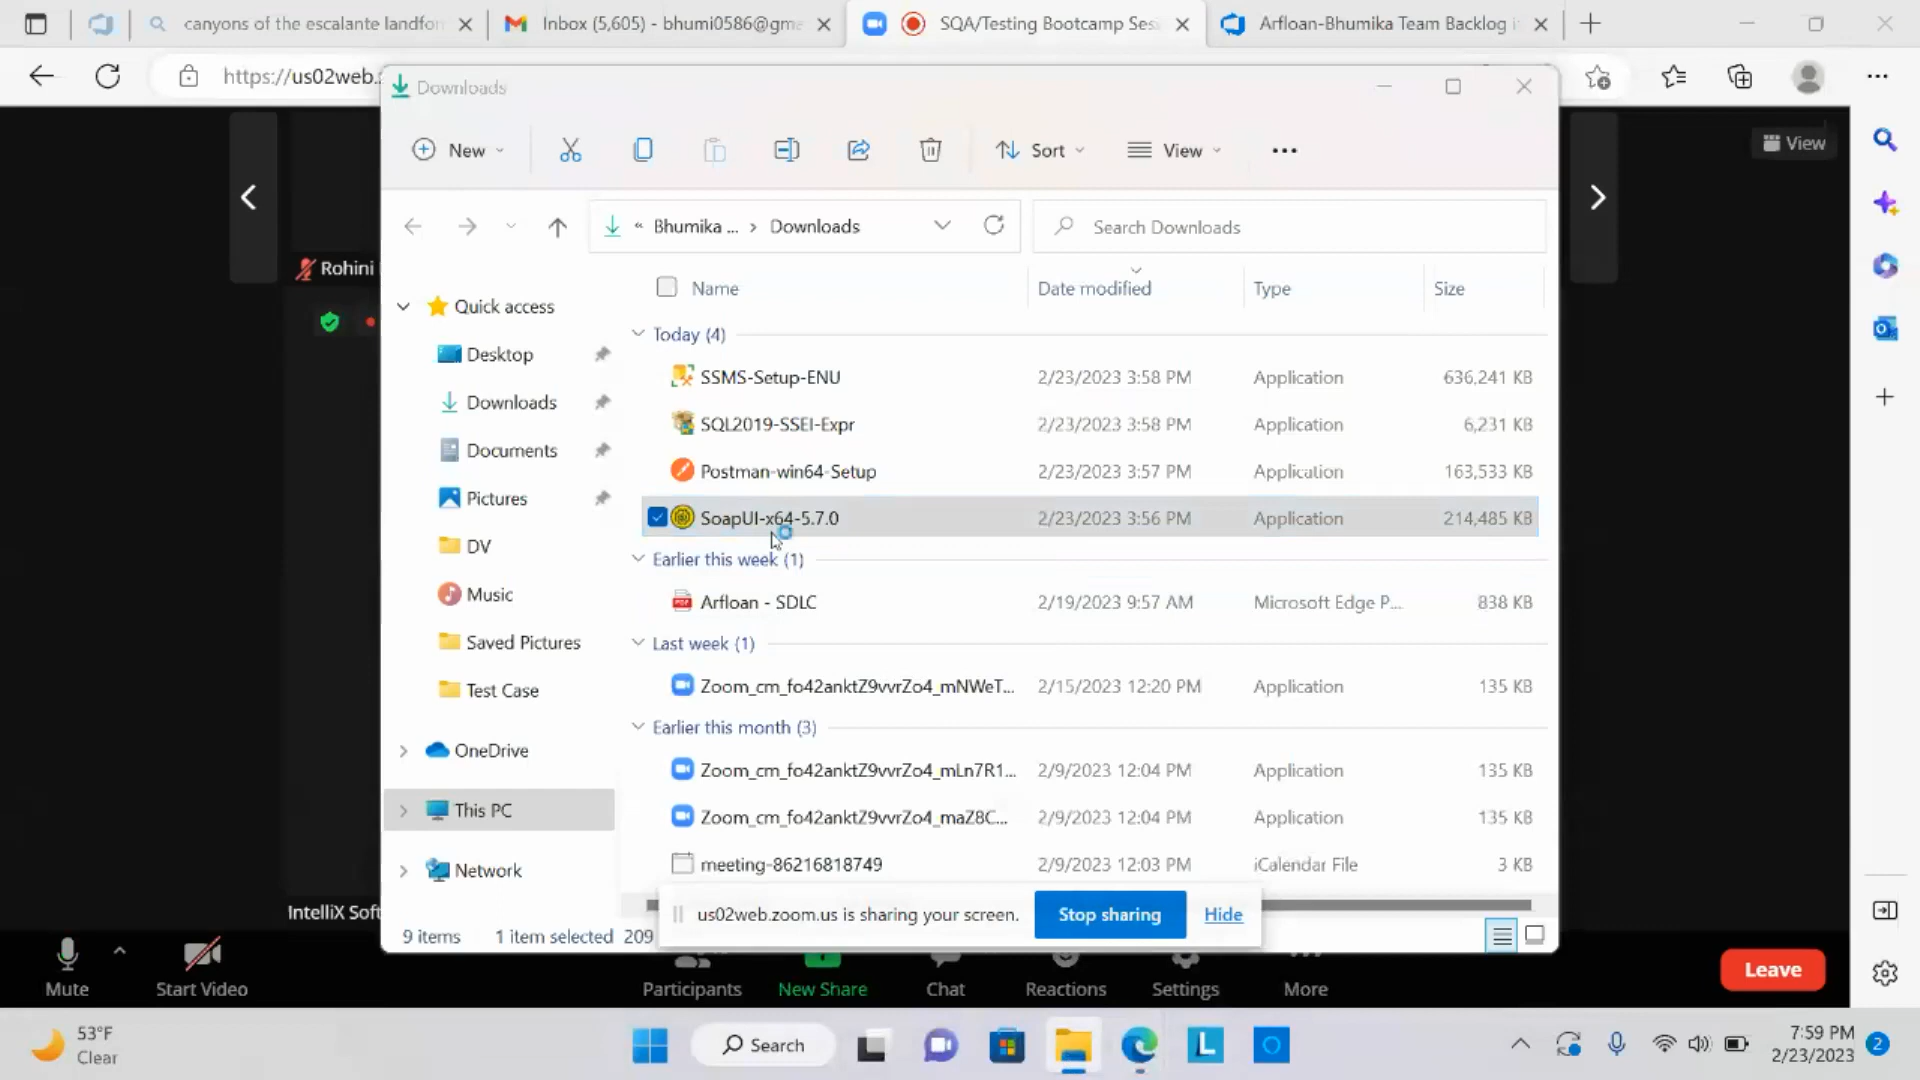 canyons of the escalante landfor
Inbox (5,605) - bhumi0586@gm
SQA/Testing Bootcamp Ses
Arfloan-Bhumika Team Backlog i
https://us02web.
Downloads
New
Sort
View
View
Bhumika ... > Downloads
Search Downloads
Rohini
Name Date modified Type Size
Quick access
Desktop
Downloads
Documents
Pictures
DV
Music
Saved Pictures
Test Case
OneDrive
This PC
Network
Today (4)
SSMS-Setup-ENU 2/23/2023 3:58 PM Application 636,241 KB
SQL2019-SSEI-Expr 2/23/2023 3:58 PM Application 6,231 KB
Postman-win64-Setup 2/23/2023 3:57 PM Application 163,533 KB
SoapUI-x64-5.7.0 2/23/2023 3:56 PM Application 214,485 KB
Earlier this week (1)
Arfloan - SDLC 2/19/2023 9:57 AM Microsoft Edge P... 838 KB
Last week (1)
Zoom_cm_fo42anktZ9vvrZo4_mNWeT... 2/15/2023 12:20 PM Application 135 KB
Earlier this month (3)
Zoom_cm_fo42anktZ9vvrZo4_mLn7R1... 2/9/2023 12:04 PM Application 135 KB
Zoom_cm_fo42anktZ9vvrZo4_maZ8C... 2/9/2023 12:04 PM Application 135 KB
meeting-86216818749 2/9/2023 12:03 PM iCalendar File 3 KB
IntelliX Soft
us02web.zoom.us is sharing your screen. Stop sharing Hide
9 items 1 item selected 209
Mute
Start Video
Participants
New Share
Chat
Reactions
Settings
More
Leave
53°F
Clear
Search
7:59 PM
2/23/2023
2